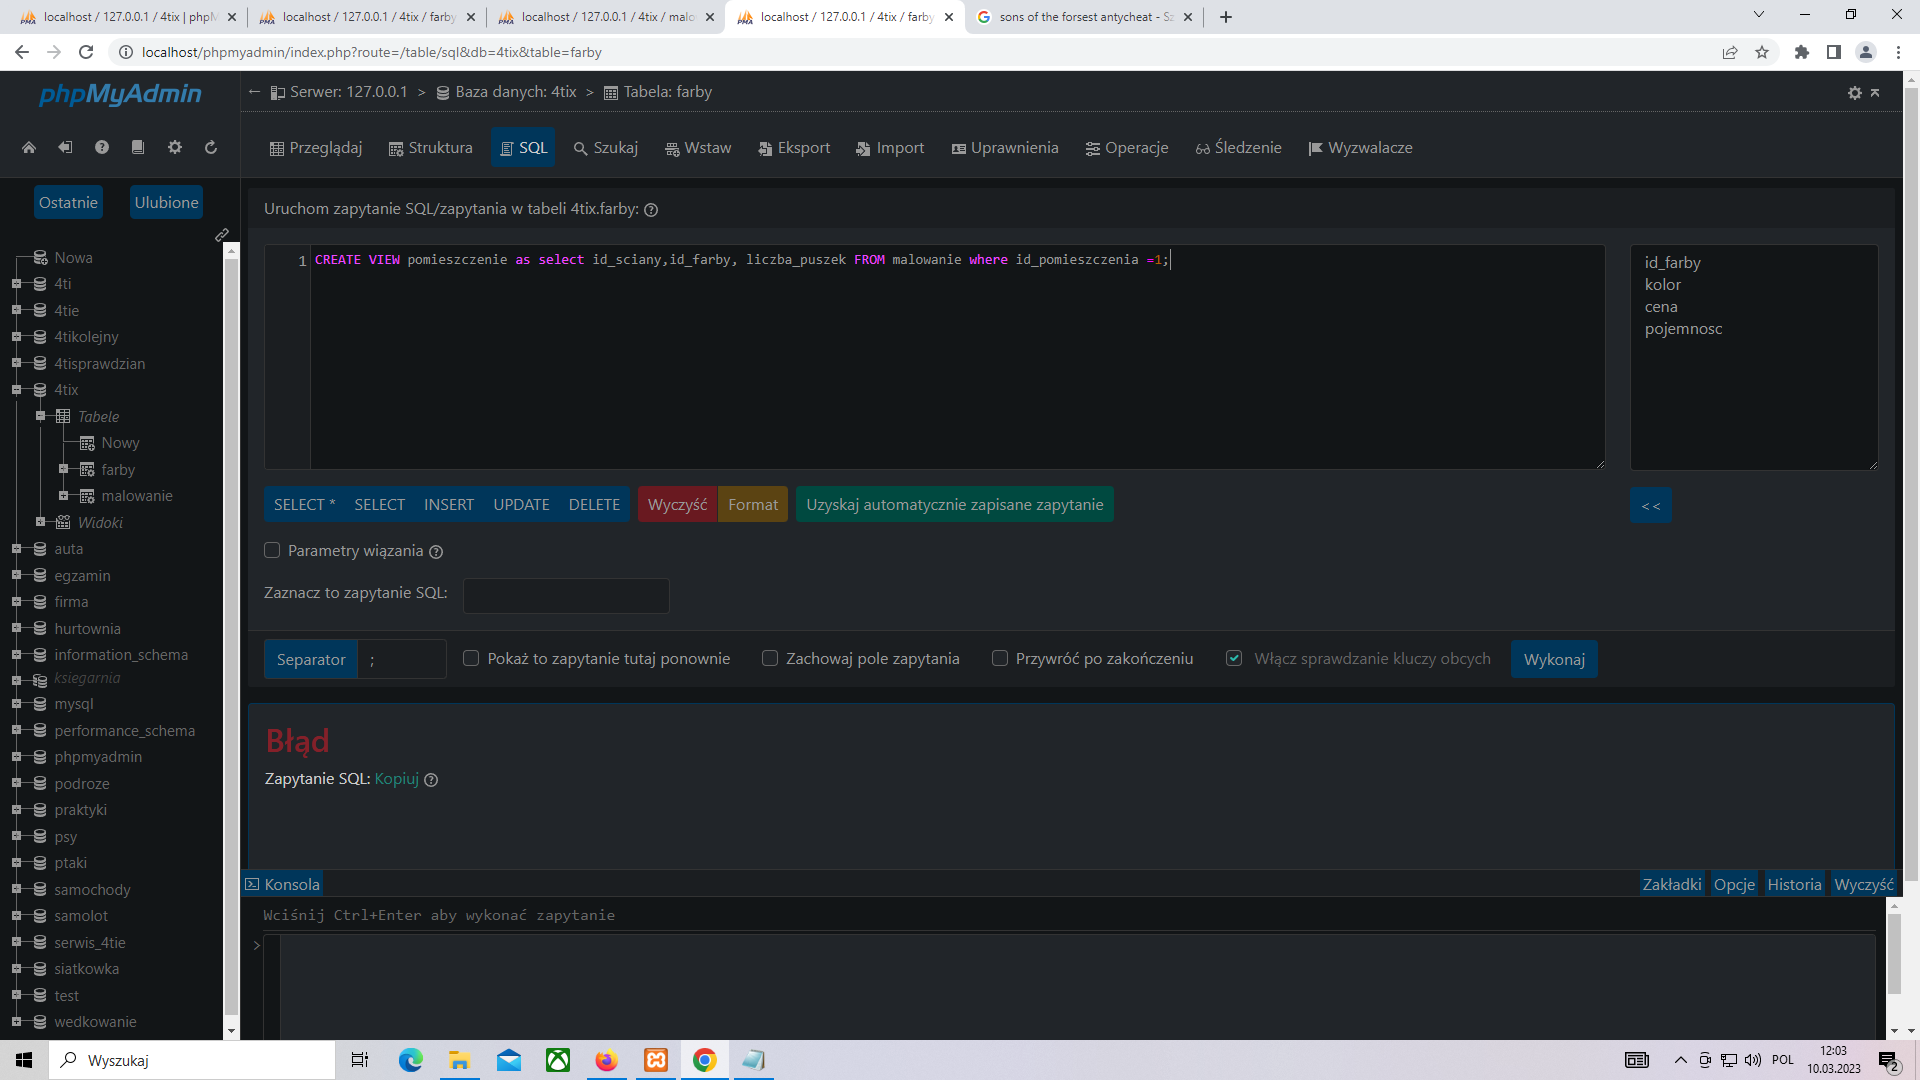 localhost / 127.0.0.1 / 4tix | phpM
localhost / 127.0.0.1 / 4tix / farby
localhost / 127.0.0.1 / 4tix / malo
localhost / 127.0.0.1 / 4tix / farby
sons of the forsest antycheat - Sz
localhost/phpmyadmin/index.php?route=/table/sql&db=4tix&table=farby
phpMyAdmin
Ostatnie
Ulubione
Nowa
4ti
4tie
4tikolejny
4tisprawdzian
4tix
Tabele
Nowy
farby
malowanie
Widoki
auta
egzamin
firma
hurtownia
information_schema
ksiegarnia
mysql
performance_schema
phpmyadmin
podroze
praktyki
psy
ptaki
samochody
samolot
serwis_4tie
siatkowka
test
wedkowanie
← Serwer: 127.0.0.1 > Baza danych: 4tix > Tabela: farby
Przeglądaj
Struktura
SQL
Szukaj
Wstaw
Eksport
Import
Uprawnienia
Operacje
Śledzenie
Wyzwalacze
Uruchom zapytanie SQL/zapytania w tabeli 4tix.farby:
1 CREATE VIEW pomieszczenie as select id_sciany,id_farby, liczba_puszek FROM malowanie where id_pomieszczenia =1;
id_farby
kolor
cena
pojemnosc
SELECT *
SELECT
INSERT
UPDATE
DELETE
Wyczyść
Format
Uzyskaj automatycznie zapisane zapytanie
<<
Parametry wiązania
Zaznacz to zapytanie SQL:
Separator ;
Pokaż to zapytanie tutaj ponownie
Zachowaj pole zapytania
Przywróć po zakończeniu
Włącz sprawdzanie kluczy obcych
Wykonaj
Błąd
Zapytanie SQL: Kopiuj
Konsola
Zakładki
Opcje
Historia
Wyczyść
Wciśnij Ctrl+Enter aby wykonać zapytanie
>
Wyszukaj
POL
12:03
10.03.2023
2